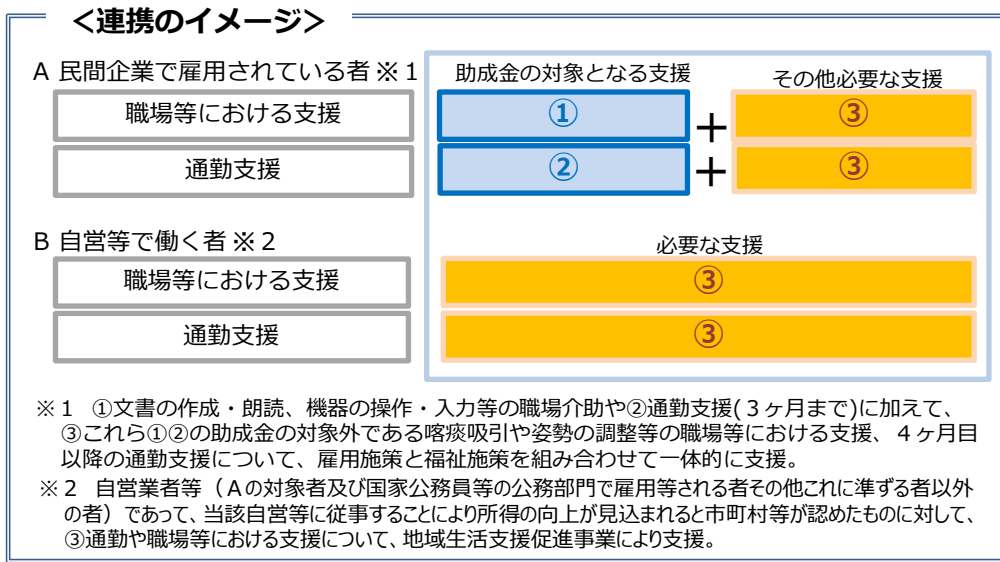 ＜連携のイメージ＞
A 民間企業で雇用されている者※１
助成金の対象となる支援
その他必要な支援
職場等における支援
①
＋
③
通勤支援
②
＋
③
B 自営等で働く者※２
必要な支援
職場等における支援
③
通勤支援
③
※１　①文書の作成・朗読、機器の操作・入力等の職場介助や②通勤支援(３ヶ月まで)に加えて、
③これら①②の助成金の対象外である喀痰吸引や姿勢の調整等の職場等における支援、４ヶ月目
以降の通勤支援について、雇用施策と福祉施策を組み合わせて一体的に支援。
※２　自営業者等（Aの対象者及び国家公務員等の公務部門で雇用等される者その他これに準ずる者以外
の者）であって、当該自営等に従事することにより所得の向上が見込まれると市町村等が認めたものに対して、
③通勤や職場等における支援について、地域生活支援促進事業により支援。